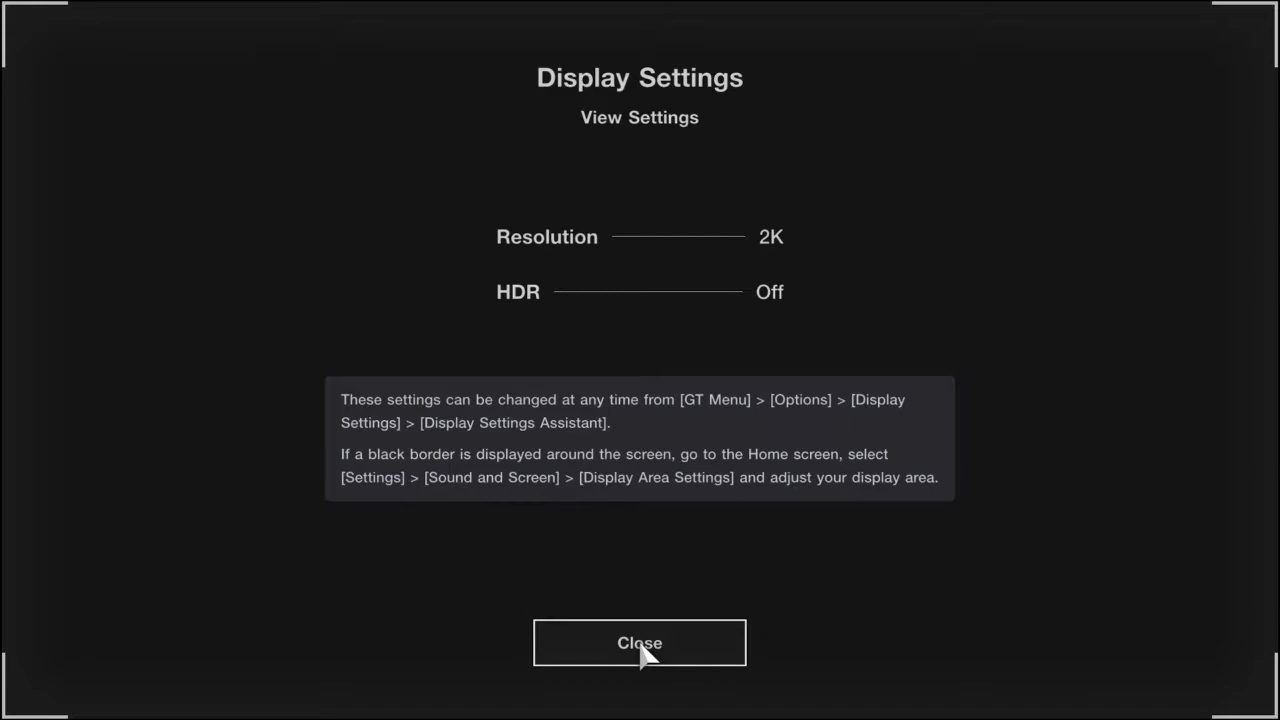 Display Settings
View Settings
Resolution 2K
HDR Off
These settings can be changed at any time from [GT Menu] > [Options] > [Display
Settings] > [Display Settings Assistant].
If a black border is displayed around the screen, go to the Home screen, select
[Settings] > [Sound and Screen] > [Display Area Settings] and adjust your display area.
Close